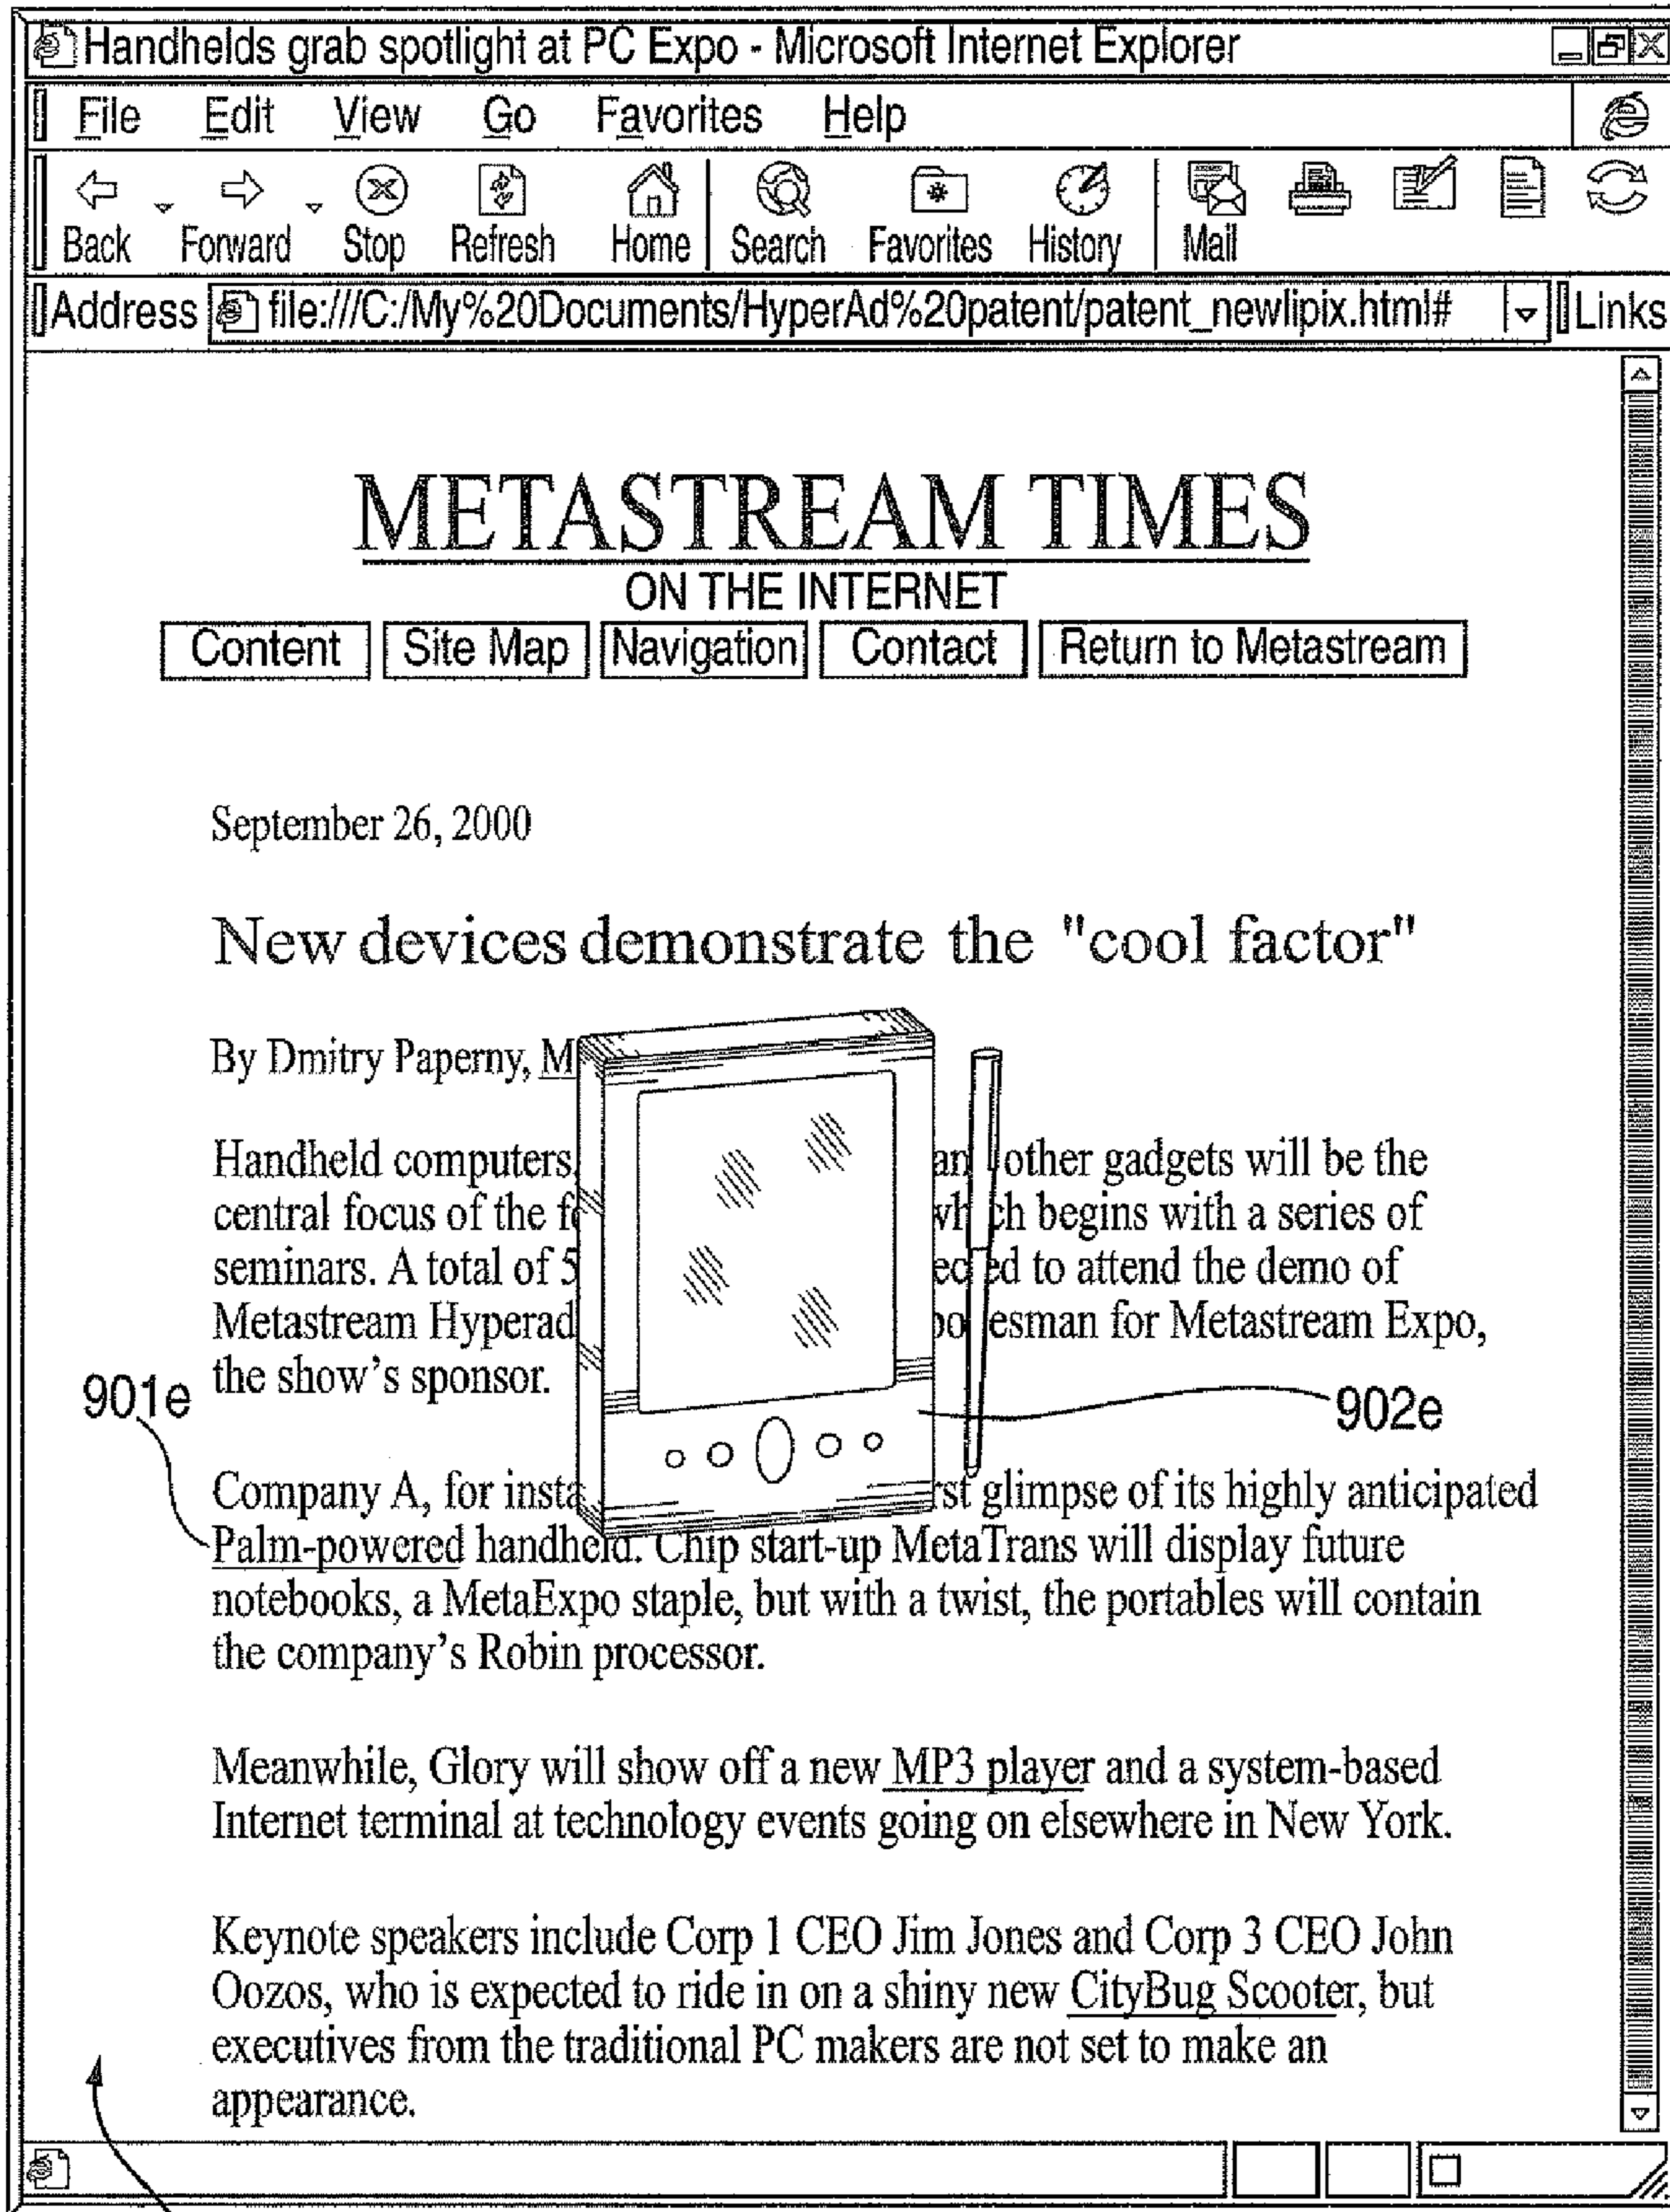 Handhelds grab spotlight at PC Expo - Microsoft Internet Explorer
File Edit View Go Favorites Help
Back Forward Stop Refresh Home Search Favorites History Mail
Address file:///C:/My%20Documents/HyperAd%20patent/patent_newlipix.html# Links
METASTREAM TIMES
ON THE INTERNET
Content Site Map Navigation Contact Return to Metastream
September 26, 2000
New devices demonstrate the "cool factor"
By Dmitry Paperny, M
Handheld computers, an other gadgets will be the
central focus of the f ch begins with a series of
seminars. A total of 5 ec ed to attend the demo of
Metastream Hyperad esman for Metastream Expo,
the show's sponsor.
901e
902e
Company A, for insta rst glimpse of its highly anticipated
Palm-powered handheld. Chip start-up MetaTrans will display future
notebooks, a MetaExpo staple, but with a twist, the portables will contain
the company's Robin processor.
Meanwhile, Glory will show off a new MP3 player and a system-based
Internet terminal at technology events going on elsewhere in New York.
Keynote speakers include Corp 1 CEO Jim Jones and Corp 3 CEO John
Oozos, who is expected to ride in on a shiny new CityBug Scooter, but
executives from the traditional PC makers are not set to make an
appearance.